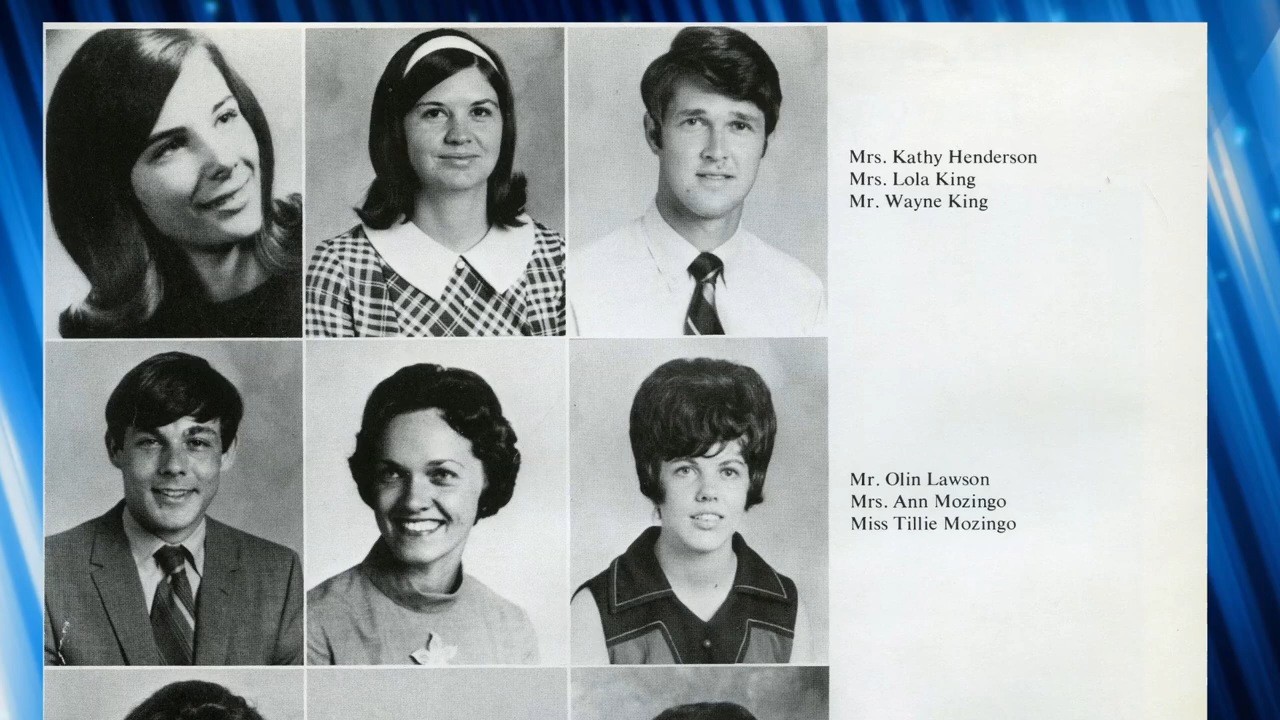 Mrs. Kathy Henderson
Mrs. Lola King
Mr. Wayne King
Mr. Olin Lawson
Mrs. Ann Mozingo
Miss Tillie Mozingo